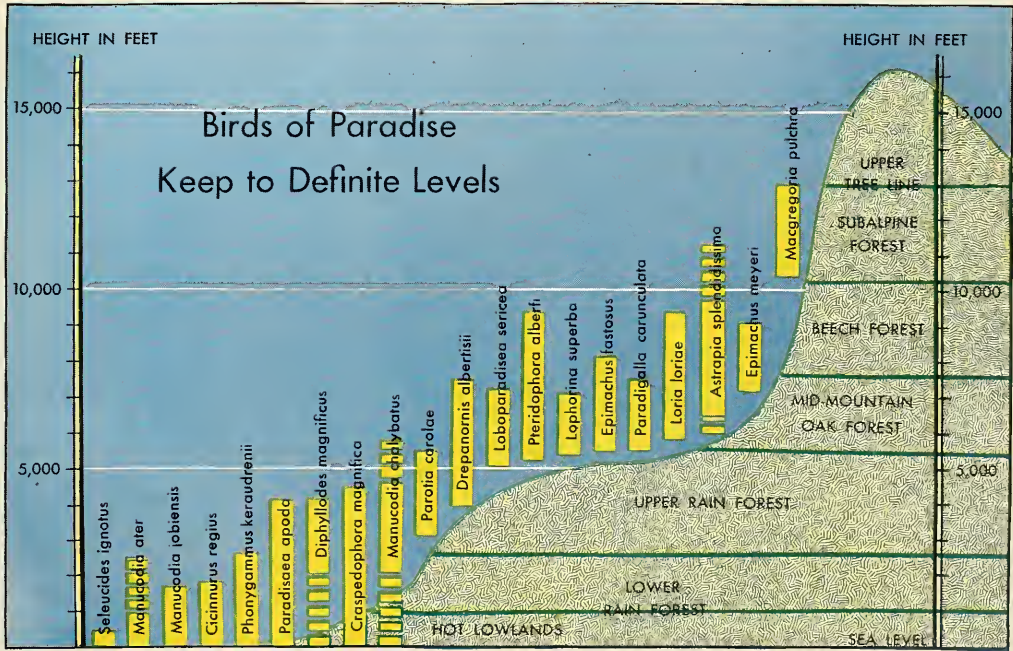 HEIGHT IN FEET
HEIGHT IN FEET
15,000
15,000
Birds of Paradise
Keep to Definite Levels
10,000
10,000
5,000
5,000
Seleucides ignotus
Manucodia ater
Manucodia jobiensis
Cicinnurus regius
Phonygamus keraudrenii
Paradisaea apoda
Diphyllodes magnificus
Craspedophora magnifica
Manucodia chalybatus
Parotia carolae
Drepanornis albertisii
Loboparadisea sericea
Pteridophora alberti
Lophorina superba
Epimachus fastosus
Paradigalla carunculata
Loria loriae
Astrapia splendidissima
Epimachus meyeri
Macgregoria pulchra
UPPER
TREE LINE
SUBALPINE
FOREST
BEECH FOREST
MID-MOUNTAIN
OAK FOREST
UPPER RAIN FOREST
LOWER
RAIN FOREST
HOT LOWLANDS
SEA LEVEL